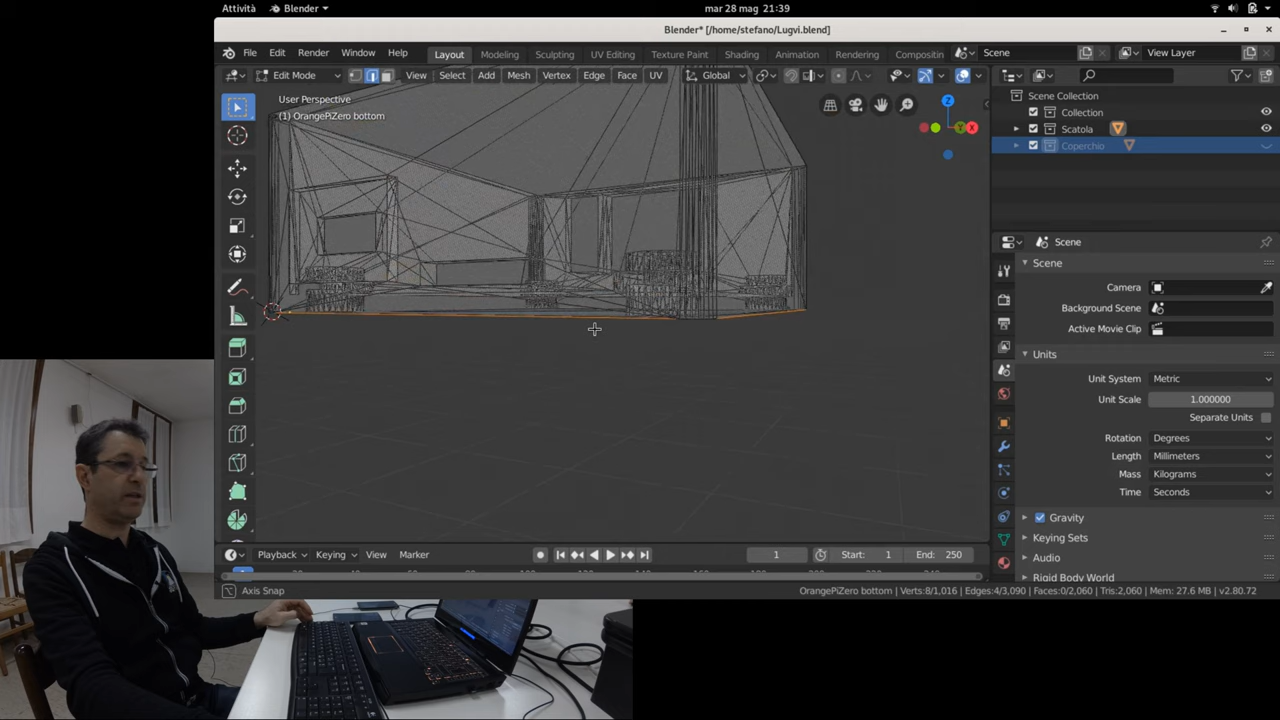 Attività Blender mar 28 mag 21:39
Blender* [/home/stefano/Lugvi.blend]
File Edit Render Window Help Layout Modeling Sculpting UV Editing Texture Paint Shading Animation Rendering Compositin Scene View Layer
Edit Mode View Select Add Mesh Vertex Edge Face UV Global
User Perspective
(1) OrangePiZero bottom
Z
Y
X
Scene Collection
Collection
Scatola
Coperchio
Scene
Scene
Camera
Background Scene
Active Movie Clip
Units
Unit System Metric
Unit Scale 1.000000
Separate Units
Rotation Degrees
Length Millimeters
Mass Kilograms
Time Seconds
Gravity
Keying Sets
Audio
Rigid Body World
Playback Keying View Marker 1 Start: 1 End: 250
Axis Snap OrangePiZero bottom | Verts:8/1,016 | Edges:4/3,090 | Faces:0/2,060 | Tris:2,060 | Mem: 27.6 MB | v2.80.72